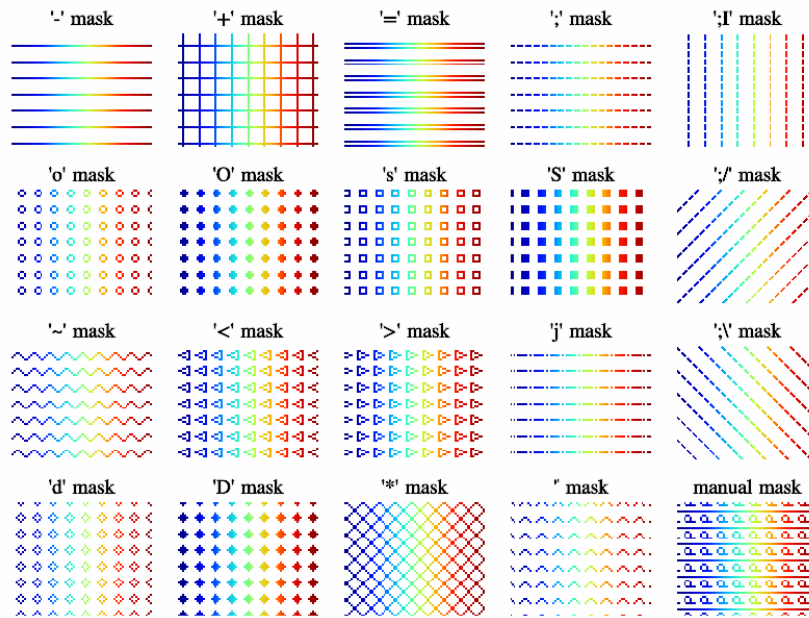 '-' mask
'+' mask
'=' mask
';' mask
';I' mask
'o' mask
'O' mask
's' mask
'S' mask
';/' mask
'~' mask
'<' mask
'>' mask
'j' mask
';\' mask
'd' mask
'D' mask
'*' mask
'' mask
manual mask